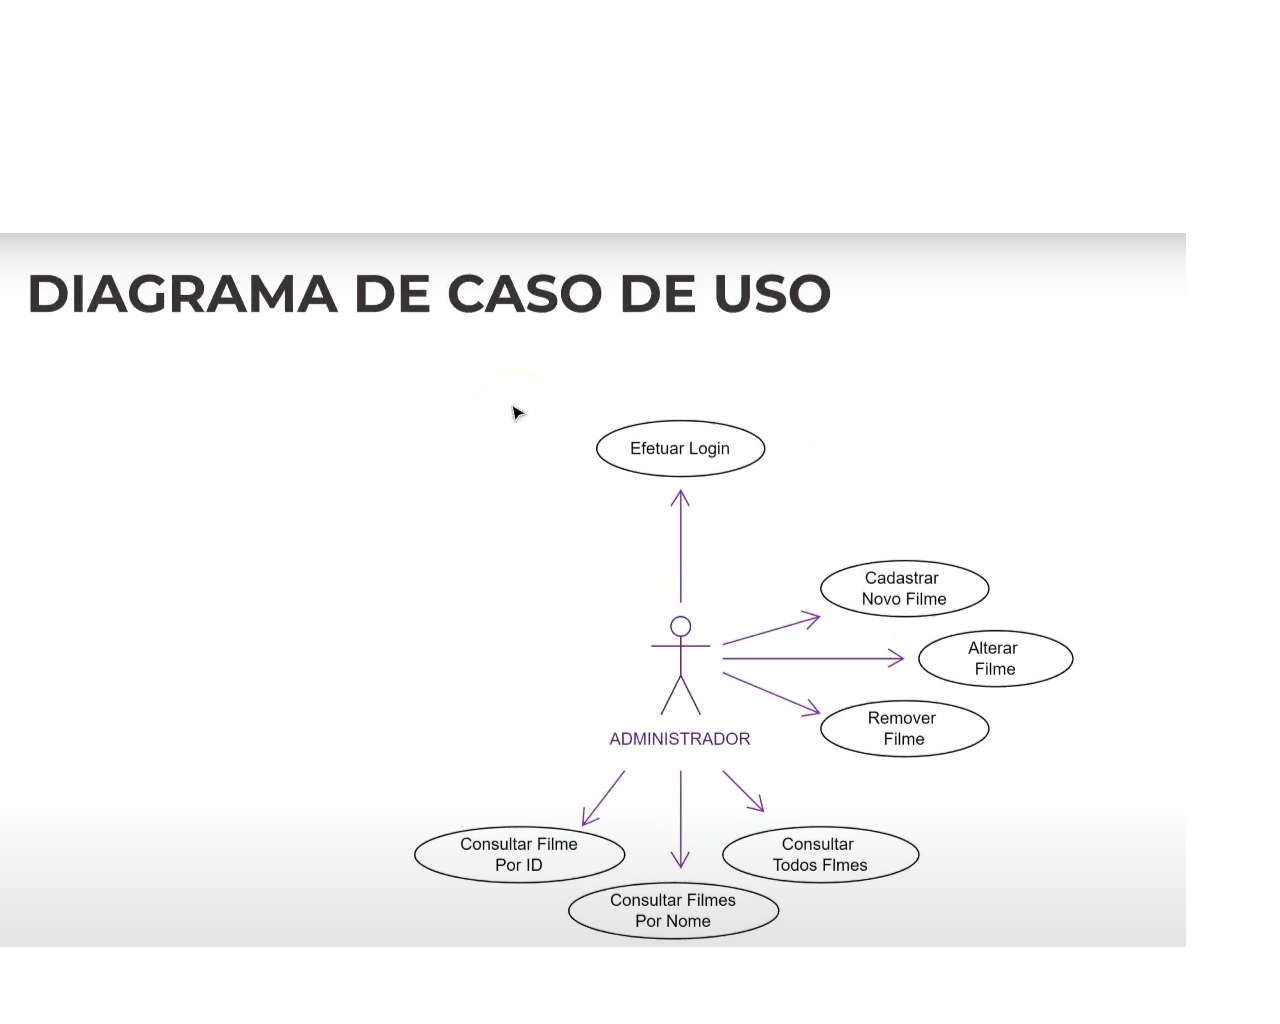 DIAGRAMA DE CASO DE USO
Efetuar Login
Cadastrar
Novo Filme
Alterar
Filme
Remover
Filme
ADMINISTRADOR
Consultar Filme
Por ID
Consultar
Todos FImes
Consultar Filmes
Por Nome